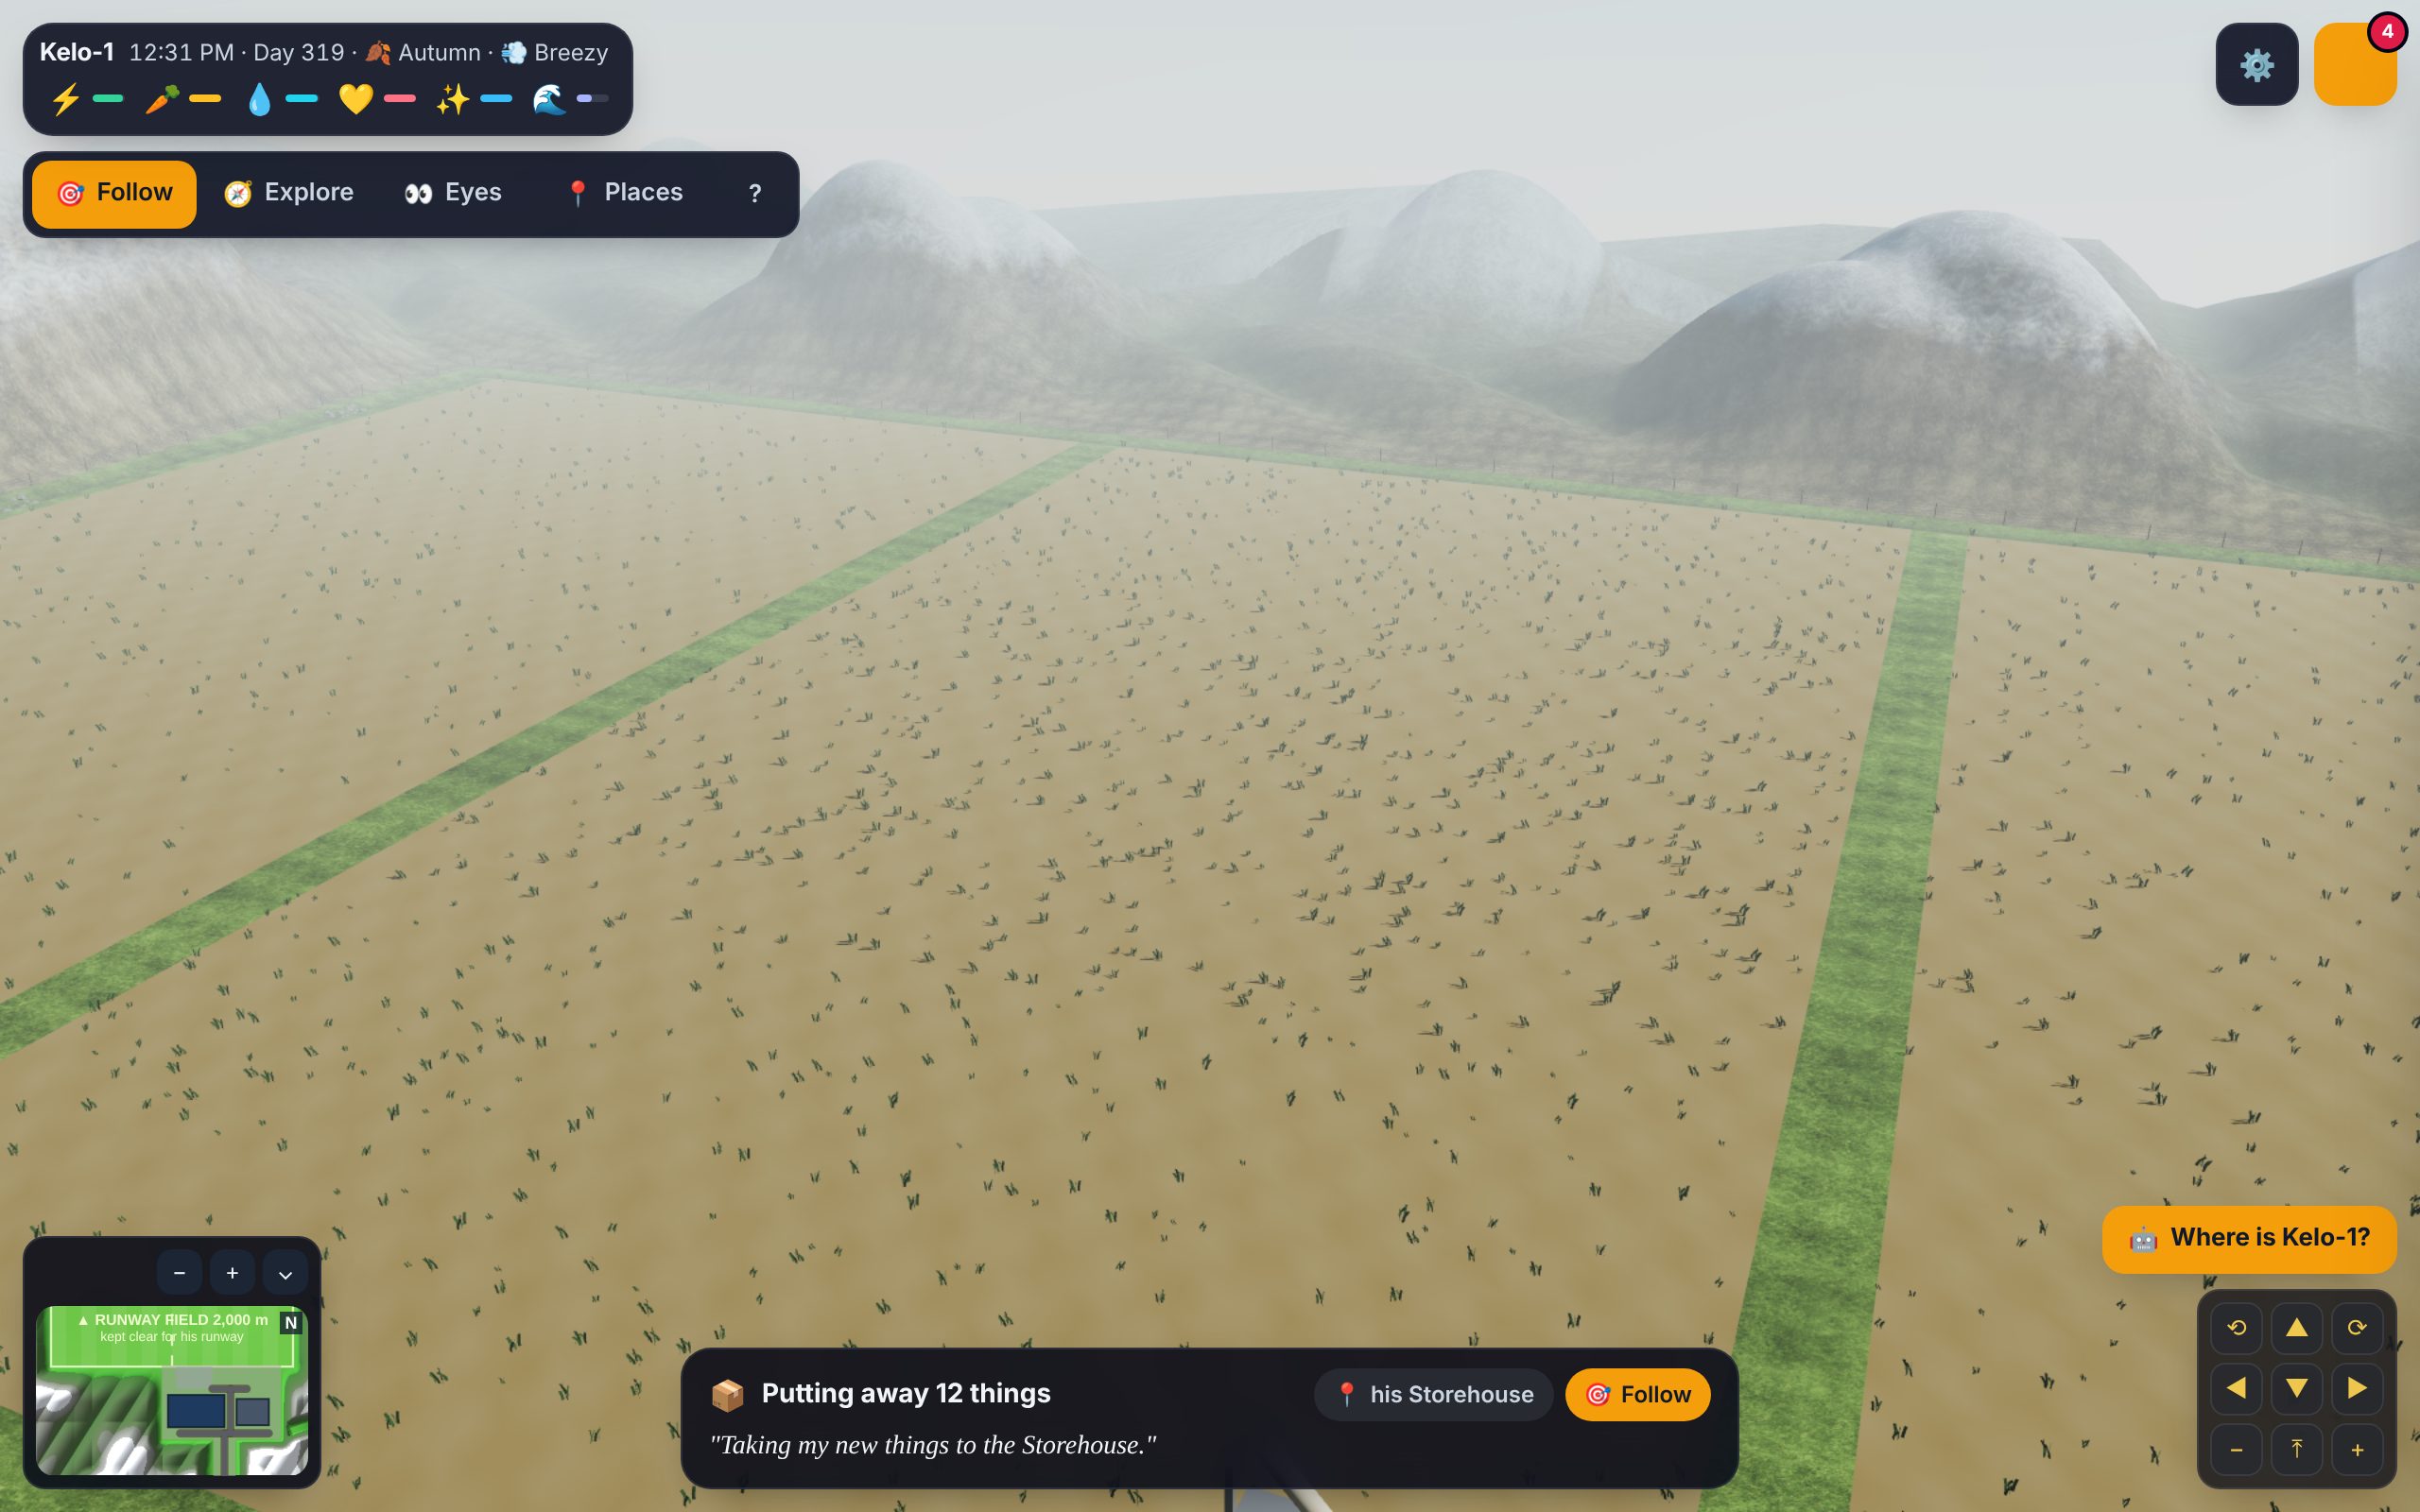 Kelo-1 12:31 PM · Day 319 · 🍂 Autumn · 💨 Breezy
4
Follow Explore Eyes Places ?
Where is Kelo-1?
▲ RUNWAY FIELD 2,000 m N
kept clear for his runway
Putting away 12 things his Storehouse Follow
"Taking my new things to the Storehouse."